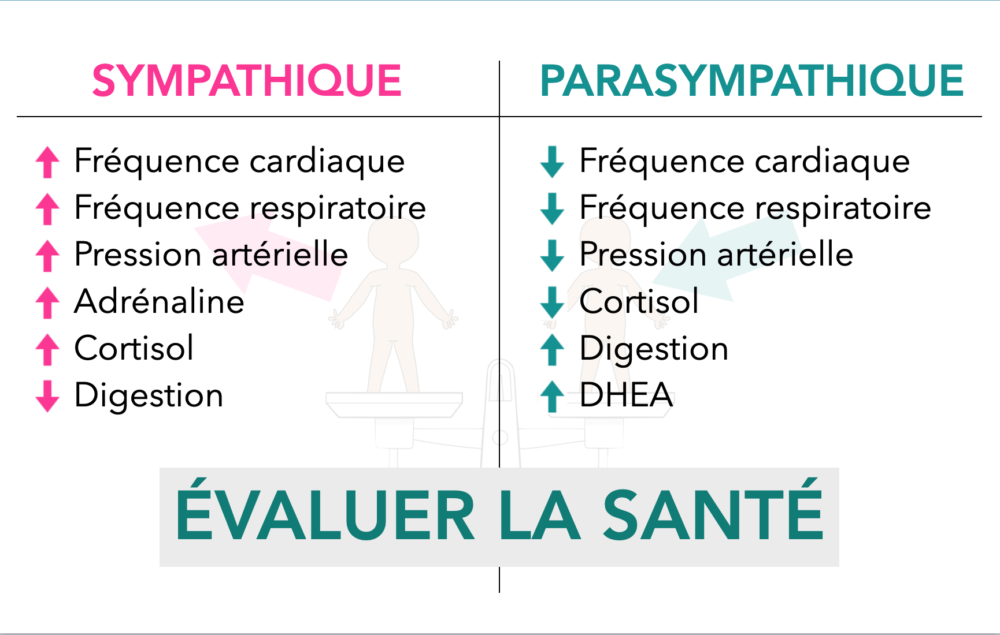 SYMPATHIQUE
Fréquence cardiaque
Fréquence respiratoire
Pression artérielle
Adrénaline
Cortisol
Digestion
PARASYMPATHIQUE
Fréquence cardiaque
Fréquence respiratoire
Pression artérielle
Cortisol
Digestion
DHEA
ÉVALUER LA SANTÉ